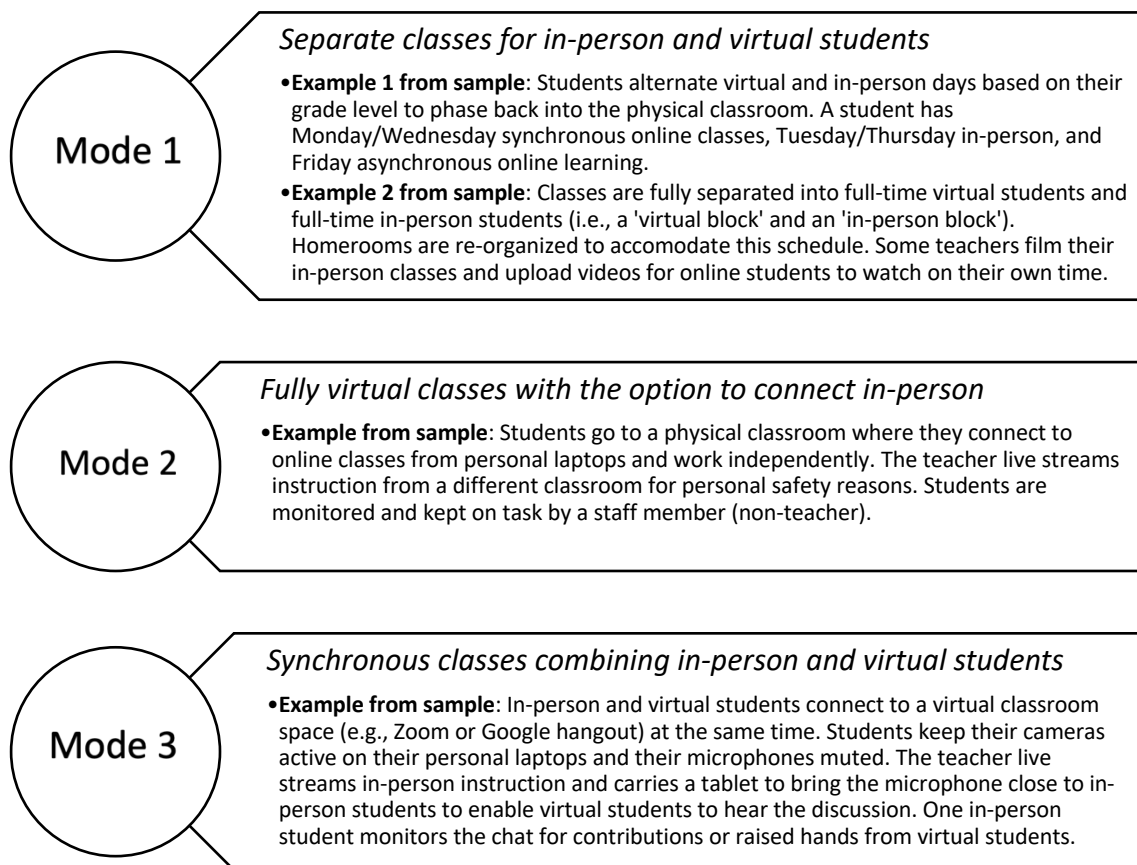 Mode 1
Separate classes for in-person and virtual students
•Example 1 from sample: Students alternate virtual and in-person days based on their
grade level to phase back into the physical classroom. A student has
Monday/Wednesday synchronous online classes, Tuesday/Thursday in-person, and
Friday asynchronous online learning.
•Example 2 from sample: Classes are fully separated into full-time virtual students and
full-time in-person students (i.e., a 'virtual block' and an 'in-person block').
Homerooms are re-organized to accomodate this schedule. Some teachers film their
in-person classes and upload videos for online students to watch on their own time.
Mode 2
Fully virtual classes with the option to connect in-person
•Example from sample: Students go to a physical classroom where they connect to
online classes from personal laptops and work independently. The teacher live streams
instruction from a different classroom for personal safety reasons. Students are
monitored and kept on task by a staff member (non-teacher).
Mode 3
Synchronous classes combining in-person and virtual students
•Example from sample: In-person and virtual students connect to a virtual classroom
space (e.g., Zoom or Google hangout) at the same time. Students keep their cameras
active on their personal laptops and their microphones muted. The teacher live
streams in-person instruction and carries a tablet to bring the microphone close to in-
person students to enable virtual students to hear the discussion. One in-person
student monitors the chat for contributions or raised hands from virtual students.